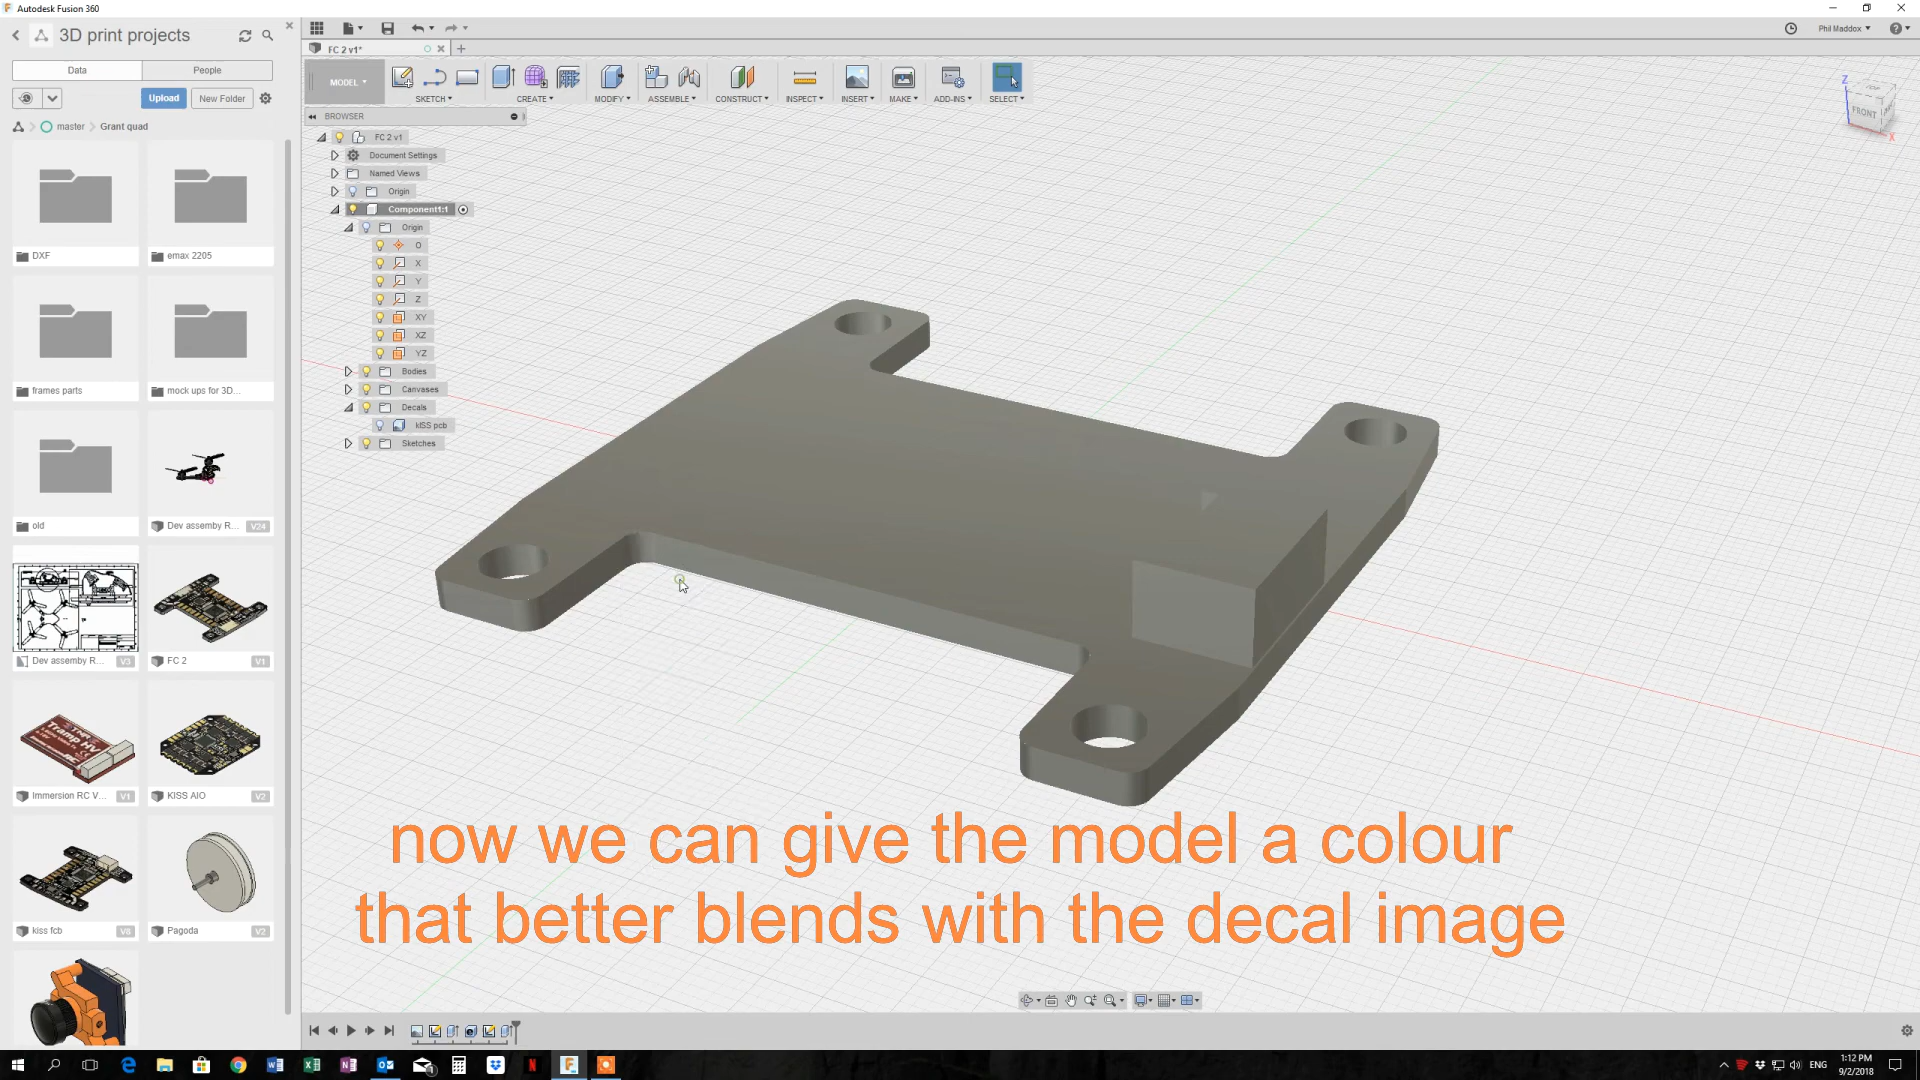 Autodesk Fusion 360
3D print projects
Data
People
Upload
New Folder
master
Grant quad
DXF
emax 2205
frames parts
mock ups for 3D...
old
Dev assemby R...
V24
Dev assemby R...
V3
FC 2
V1
Immersion RC V...
V1
KISS AIO
V2
kiss fcb
V8
Pagoda
V2
FC 2 v1*
Phil Maddox
MODEL
SKETCH
CREATE
MODIFY
ASSEMBLE
CONSTRUCT
INSPECT
INSERT
MAKE
ADD-INS
SELECT
BROWSER
FC 2 v1
Document Settings
Named Views
Origin
Component1:1
Origin
O
X
Y
Z
XY
XZ
YZ
Bodies
Canvases
Decals
kISS pcb
Sketches
Z
TOP
FRONT
X
now we can give the model a colour
that better blends with the decal image
ENG
1:12 PM
9/2/2018